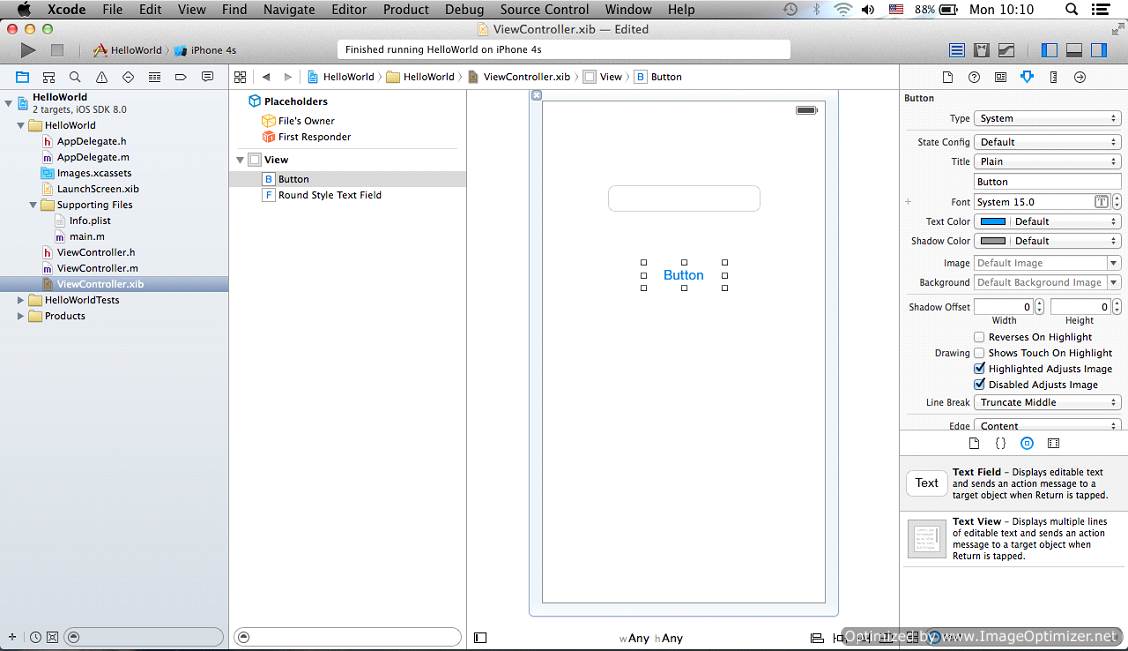 Xcode File Edit View Find Navigate Editor Product Debug Source Control Window Help 88% Mon 10:10
ViewController.xib — Edited
HelloWorld iPhone 4s
Finished running HelloWorld on iPhone 4s
HelloWorld HelloWorld ViewController.xib View B Button
HelloWorld
2 targets, iOS SDK 8.0
HelloWorld
h AppDelegate.h
m AppDelegate.m
Images.xcassets
LaunchScreen.xib
Supporting Files
Info.plist
m main.m
h ViewController.h
m ViewController.m
ViewController.xib
HelloWorldTests
Products
Placeholders
File's Owner
First Responder
View
B Button
F Round Style Text Field
Button
wAny hAny
Button
Type System
State Config Default
Title Plain
Button
Font System 15.0 T
Text Color Default
Shadow Color Default
Image Default Image
Background Default Background Image
Shadow Offset 0 0
Width Height
Reverses On Highlight
Drawing Shows Touch On Highlight
Highlighted Adjusts Image
Disabled Adjusts Image
Line Break Truncate Middle
Edge Content
{}
Text
Text Field – Displays editable text
and sends an action message to a
target object when Return is tapped.
Text View – Displays multiple lines
of editable text and sends an action
message to a target object when
Return is tapped.
Optimized by www.ImageOptimizer.net